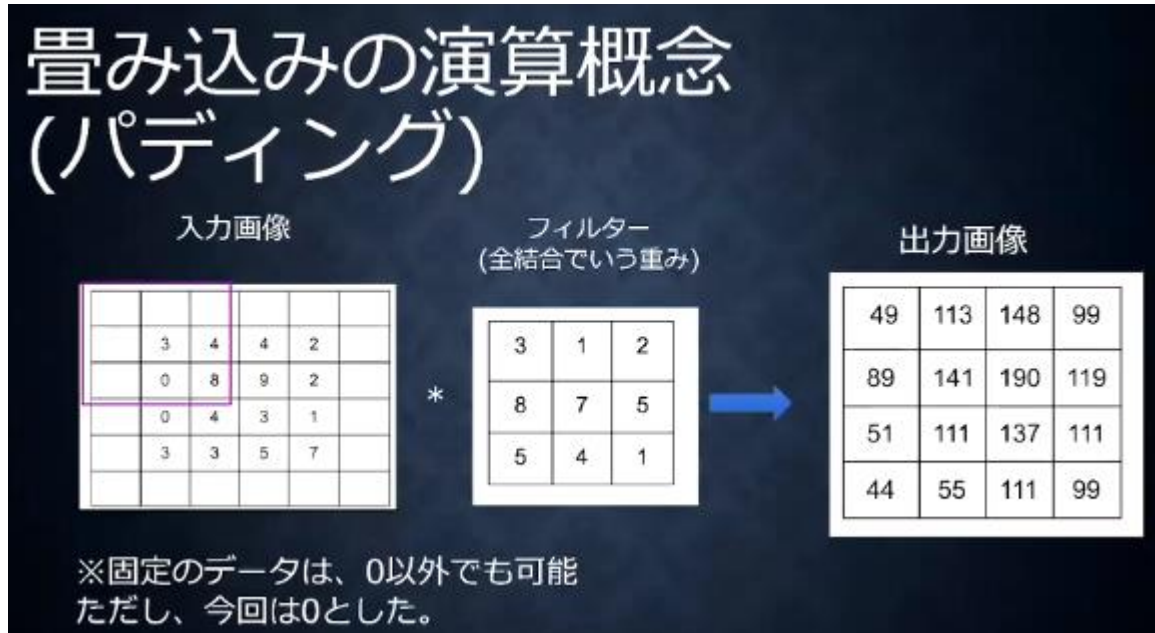 畳み込みの演算概念
(パディング)
入力画像
フィルター
(全結合でいう重み)
出力画像
3 4 4 2
0 8 9 2
0 4 3 1
3 3 5 7
*
3 1 2
8 7 5
5 4 1
49 113 148 99
89 141 190 119
51 111 137 111
44 55 111 99
※固定のデータは、0以外でも可能
ただし、今回は0とした。